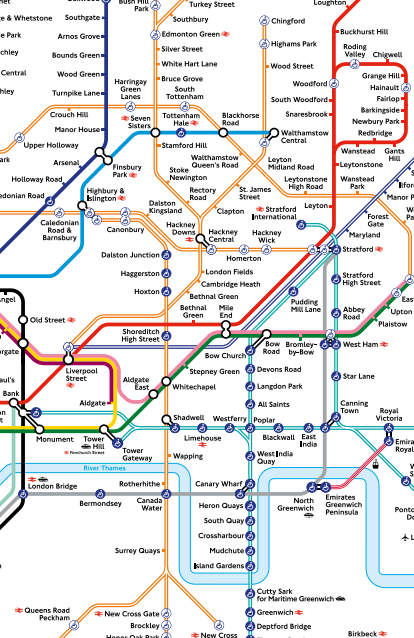 Bush Hill
Park
Turkey Street
Loughton
Southgate
Southbury
Chingford
Arnos Grove
Edmonton Green
Buckhurst Hill
Silver Street
Highams Park
Roding
Valley
Chigwell
Bounds Green
White Hart Lane
Wood Street
Grange Hill
Wood Green
Bruce Grove
Woodford
Hainault
Turnpike Lane
Harringay
Green Lanes
South
Tottenham
South Woodford
Fairlop
Barkingside
Crouch Hill
Seven
Sisters
Tottenham
Hale
Blackhorse
Road
Snaresbrook
Newbury Park
Manor House
Walthamstow
Central
Redbridge
Upper Holloway
Stamford Hill
Wanstead
Gants
Hill
Arsenal
Walthamstow
Queen's Road
Leyton
Midland Road
Leytonstone
Finsbury
Park
Stoke
Newington
Leytonstone
High Road
Wanstead
Park
Holloway Road
Rectory
Road
St. James
Street
Highbury &
Islington
Manor P
Caledonian
Road &
Barnsbury
Canonbury
Dalston
Kingsland
Clapton
Stratford
International
Leyton
Forest
Gate
Hackney
Downs
Hackney
Central
Hackney
Wick
Maryland
Dalston Junction
Homerton
Stratford
Haggerston
London Fields
Stratford
High Street
Hoxton
Cambridge Heath
Bethnal Green
Pudding
Mill Lane
Old Street
Bethnal
Green
Mile
End
Abbey
Road
Upton
Shoreditch
High Street
Bow
Road
Bromley-
by-Bow
Plaistow
Bow Church
West Ham
Liverpool
Street
Stepney Green
Devons Road
Aldgate
East
Whitechapel
Langdon Park
Star Lane
Bank
Aldgate
All Saints
Canning
Town
Shadwell
Westferry
Poplar
Royal
Victoria
Monument
Tower
Hill
Fenchurch Street
Tower
Gateway
Limehouse
Blackwall
East
India
Wapping
West India
Quay
River Thames
London Bridge
Rotherhithe
Canary Wharf
Bermondsey
Canada
Water
Heron Quays
North
Greenwich
Emirates
Greenwich
Peninsula
South Quay
Crossharbour
Surrey Quays
Mudchute
Island Gardens
Cutty Sark
for Maritime Greenwich
Queens Road
Peckham
New Cross Gate
Greenwich
Brockley
New Cross
Deptford Bridge
Birkbeck